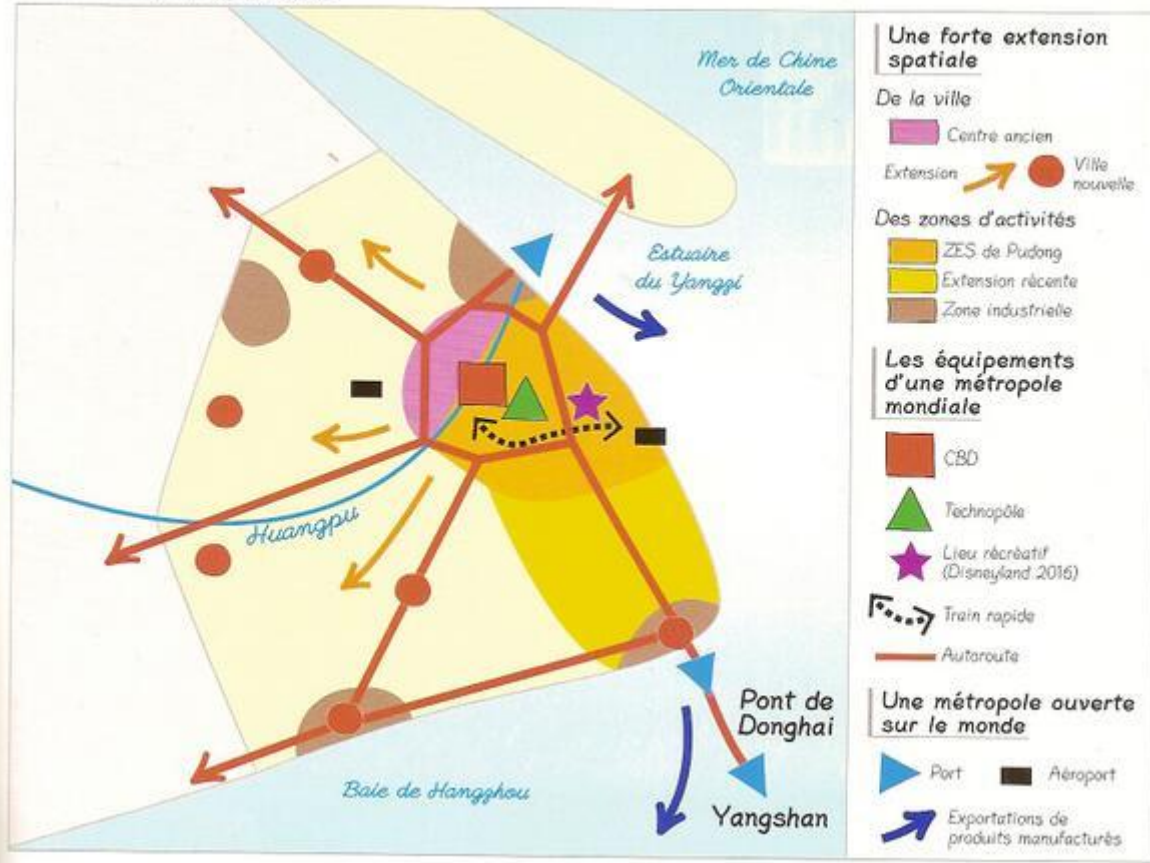 Mer de Chine
Orientale
Estuaire
du Yangzi
Huangpu
Pont de
Donghai
Yangshan
Baie de Hangzhou
Une forte extension
spatiale
De la ville
Centre ancien
Extension
Ville
nouvelle
Des zones d'activités
ZES de Pudong
Extension récente
Zone industrielle
Les équipements
d'une métropole
mondiale
CBD
Technopôle
Lieu récréatif
(Disneyland 2016)
Train rapide
Autoroute
Une métropole ouverte
sur le monde
Port
Aéroport
Exportations de
produits manufacturés